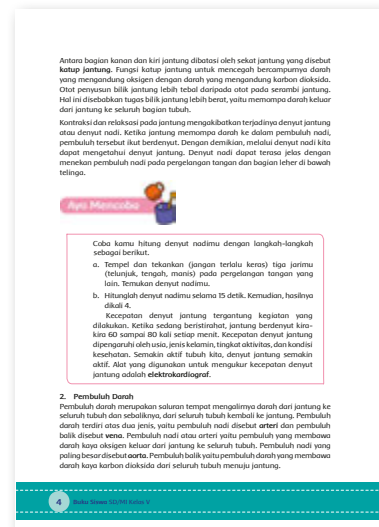 Antara bagian kanan dan kiri jantung dibatasi oleh sekat jantung yang disebut
katup jantung. Fungsi katup jantung untuk mencegah bercampurnya darah
yang mengandung oksigen dengan darah yang mengandung karbon dioksida.
Otot penyusun bilik jantung lebih tebal daripada otot pada serambi jantung.
Hal ini disebabkan tugas bilik jantung lebih berat, yaitu memompa darah keluar
dari jantung ke seluruh bagian tubuh.
Kontraksi dan relaksasi pada jantung mengakibatkan terjadinya denyut jantung
atau denyut nadi. Ketika jantung memompa darah ke dalam pembuluh nadi,
pembuluh tersebut ikut berdenyut. Dengan demikian, melalui denyut nadi kita
dapat mengetahui denyut jantung. Denyut nadi dapat terasa jelas dengan
menekan pembuluh nadi pada pergelangan tangan dan bagian leher di bawah
telinga.
Ayo Mencoba
Coba kamu hitung denyut nadimu dengan langkah-langkah
sebagai berikut.
a. Tempel dan tekankan (jangan terlalu keras) tiga jarimu
(telunjuk, tengah, manis) pada pergelangan tangan yang
lain. Temukan denyut nadimu.
b. Hitunglah denyut nadimu selama 15 detik. Kemudian, hasilnya
dikali 4.
Kecepatan denyut jantung tergantung kegiatan yang
dilakukan. Ketika sedang beristirahat, jantung berdenyut kira-
kira 60 sampai 80 kali setiap menit. Kecepatan denyut jantung
dipengaruhi oleh usia, jenis kelamin, tingkat aktivitas, dan kondisi
kesehatan. Semakin aktif tubuh kita, denyut jantung semakin
aktif. Alat yang digunakan untuk mengukur kecepatan denyut
jantung adalah elektrokardiograf.
2. Pembuluh Darah
Pembuluh darah merupakan saluran tempat mengalirnya darah dari jantung ke
seluruh tubuh dan sebaliknya, dari seluruh tubuh kembali ke jantung. Pembuluh
darah terdiri atas dua jenis, yaitu pembuluh nadi disebut arteri dan pembuluh
balik disebut vena. Pembuluh nadi atau arteri yaitu pembuluh yang membawa
darah kaya oksigen keluar dari jantung ke seluruh tubuh. Pembuluh nadi yang
paling besar disebut aorta. Pembuluh balik yaitu pembuluh darah yang membawa
darah kaya karbon dioksida dari seluruh tubuh menuju jantung.
4 Buku Siswa SD/MI Kelas V